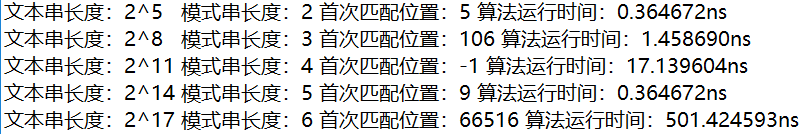 文本串长度：2^5 模式串长度：2 首次匹配位置：5 算法运行时间：0.364672ns
文本串长度：2^8 模式串长度：3 首次匹配位置：106 算法运行时间：1.458690ns
文本串长度：2^11 模式串长度：4 首次匹配位置：-1 算法运行时间：17.139604ns
文本串长度：2^14 模式串长度：5 首次匹配位置：9 算法运行时间：0.364672ns
文本串长度：2^17 模式串长度：6 首次匹配位置：66516 算法运行时间：501.424593ns